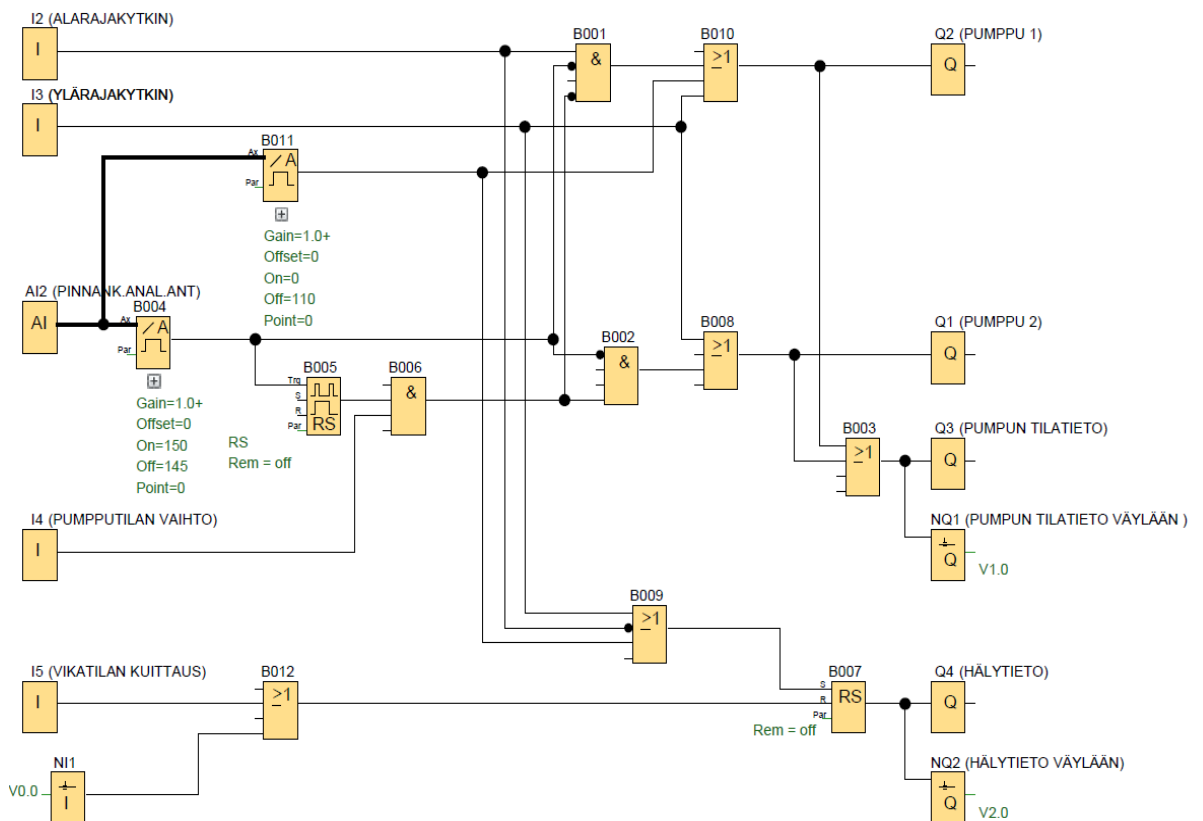 I2 (ALARAJAKYTKIN)
I
B001
&
B010
>1
Q2 (PUMPPU 1)
Q
I3 (YLÄRAJAKYTKIN)
I
B011
Ax
A
Par
Gain=1.0+
Offset=0
On=0
Off=110
Point=0
AI2 (PINNANK.ANAL.ANT)
AI
B004
Ax
A
Par
Gain=1.0+
Offset=0
On=150
Off=145
Point=0
B005
Trg
S
R
Par
RS
RS
Rem = off
B006
&
B002
&
B008
>1
Q1 (PUMPPU 2)
Q
B003
>1
Q3 (PUMPUN TILATIETO)
Q
I4 (PUMPPUTILAN VAIHTO)
I
NQ1 (PUMPUN TILATIETO VÄYLÄÄN )
Q
V1.0
B009
>1
I5 (VIKATILAN KUITTAUS)
I
B012
>1
B007
S
R
Par
RS
Rem = off
Q4 (HÄLYTIETO)
Q
NI1
V0.0
I
NQ2 (HÄLYTIETO VÄYLÄÄN)
Q
V2.0